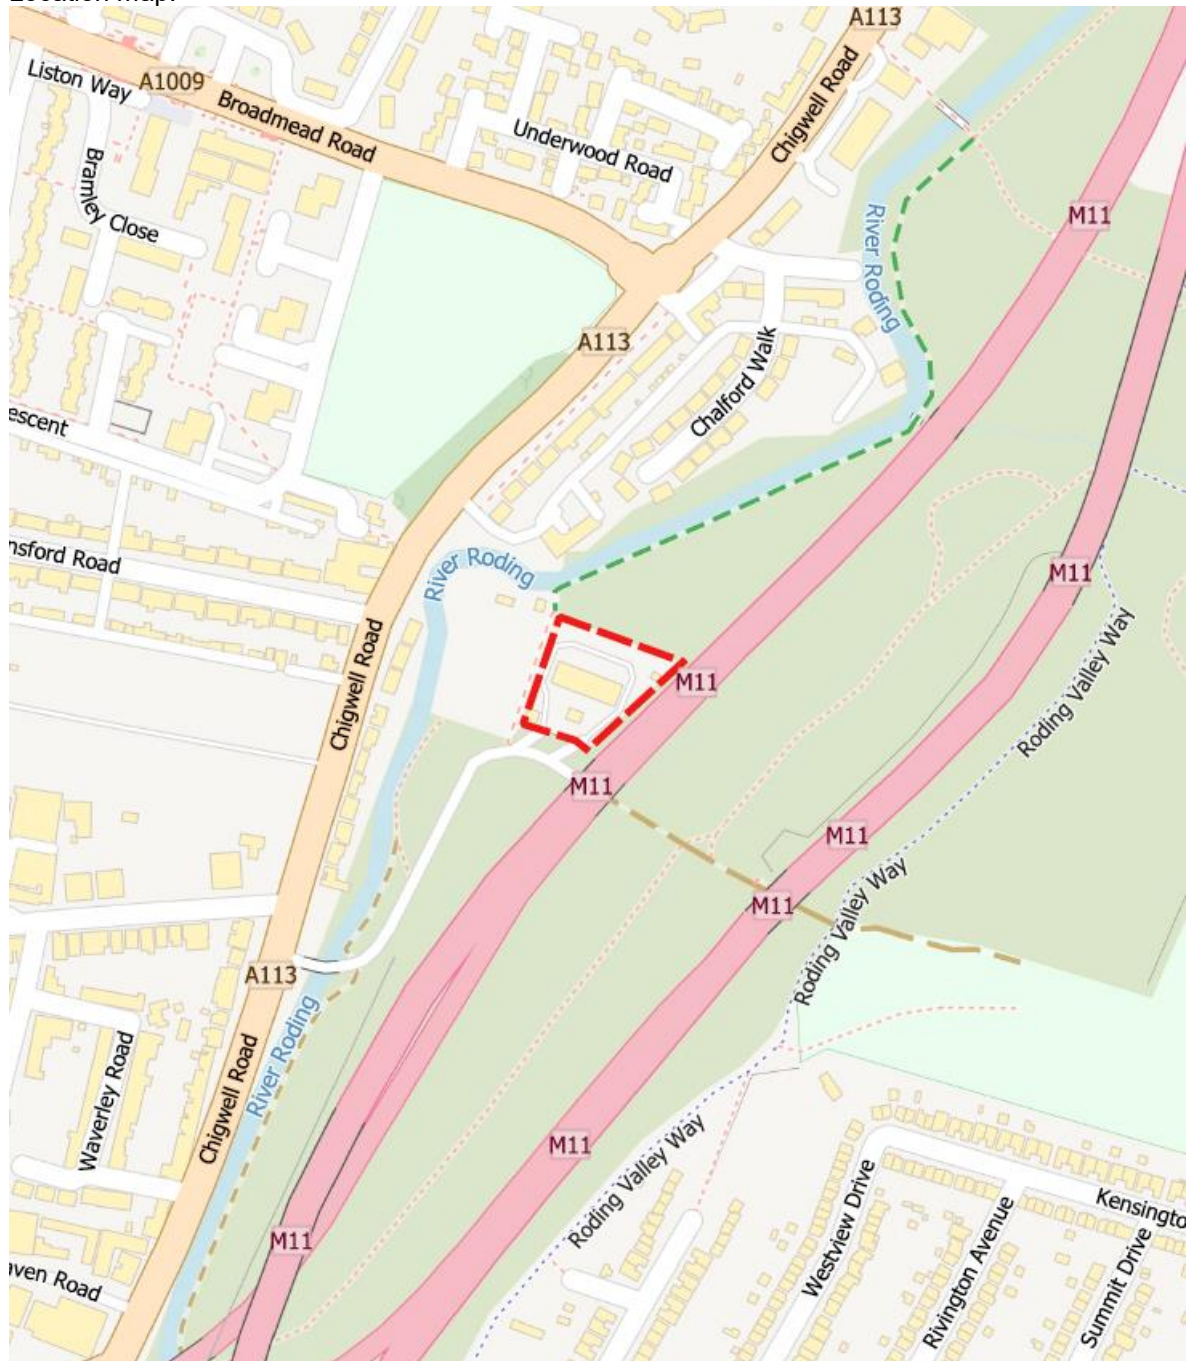 A113
Liston Way
A1009
Broadmead Road
Underwood Road
Chigwell Road
Bramley Close
M11
River Roding
A113
Chalford Walk
escent
nsford Road
River Roding
M11
Chigwell Road
M11
Roding Valley Way
M11
M11
M11
Roding Valley Way
A113
River Roding
Waverley Road
Chigwell Road
M11
Roding Valley Way
Westview Drive
Kensington
Rivington Avenue
Summit Drive
M11
aven Road